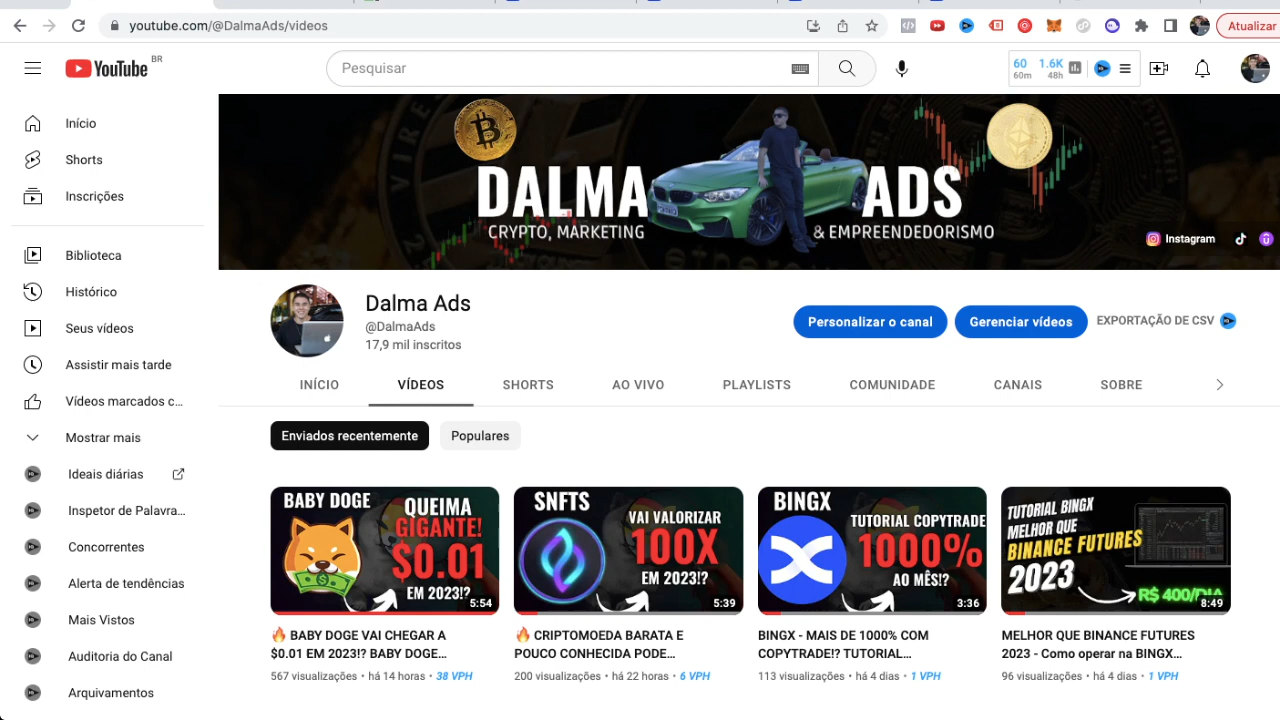 youtube.com/@DalmaAds/videos
Atualizar
YouTube BR
Pesquisar
60 1.6K
60m 48h
Início
Shorts
Inscrições
Biblioteca
Histórico
Seus vídeos
Assistir mais tarde
Vídeos marcados c...
Mostrar mais
Ideais diárias
Inspetor de Palavra...
Concorrentes
Alerta de tendências
Mais Vistos
Auditoria do Canal
Arquivamentos
DALMA ADS
CRYPTO, MARKETING & EMPREENDEDORISMO
Instagram
Dalma Ads
@DalmaAds
17,9 mil inscritos
Personalizar o canal
Gerenciar vídeos
EXPORTAÇÃO DE CSV
INÍCIO VÍDEOS SHORTS AO VIVO PLAYLISTS COMUNIDADE CANAIS SOBRE
Enviados recentemente Populares
BABY DOGE
QUEIMA
GIGANTE!
$0.01
EM 2023!?
5:54
🔥 BABY DOGE VAI CHEGAR A
$0.01 EM 2023!? BABY DOGE...
567 visualizações • há 14 horas • 38 VPH
SNFTS
VAI VALORIZAR
100X
EM 2023!?
5:39
🔥 CRIPTOMOEDA BARATA E
POUCO CONHECIDA PODE...
200 visualizações • há 22 horas • 6 VPH
BINGX
TUTORIAL COPYTRADE
1000%
AO MÊS!?
3:36
BINGX - MAIS DE 1000% COM
COPYTRADE!? TUTORIAL...
113 visualizações • há 4 dias • 1 VPH
TUTORIAL BINGX
MELHOR QUE
BINANCE FUTURES
2023
R$ 400/DIA
8:49
MELHOR QUE BINANCE FUTURES
2023 - Como operar na BINGX...
96 visualizações • há 4 dias • 1 VPH